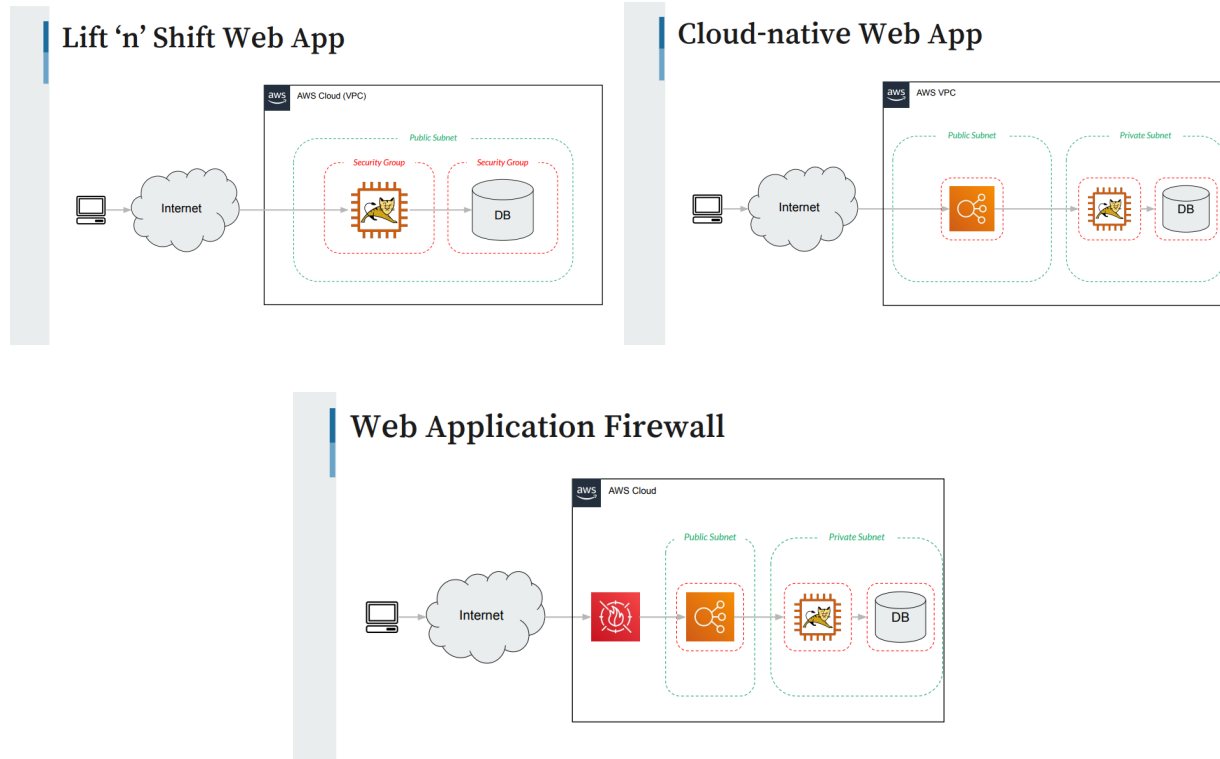 Lift ‘n’ Shift Web App
aws
AWS Cloud (VPC)
Public Subnet
Security Group
Security Group
Internet
DB
Cloud-native Web App
aws
AWS VPC
Public Subnet
Private Subnet
Internet
DB
Web Application Firewall
aws
AWS Cloud
Public Subnet
Private Subnet
Internet
DB